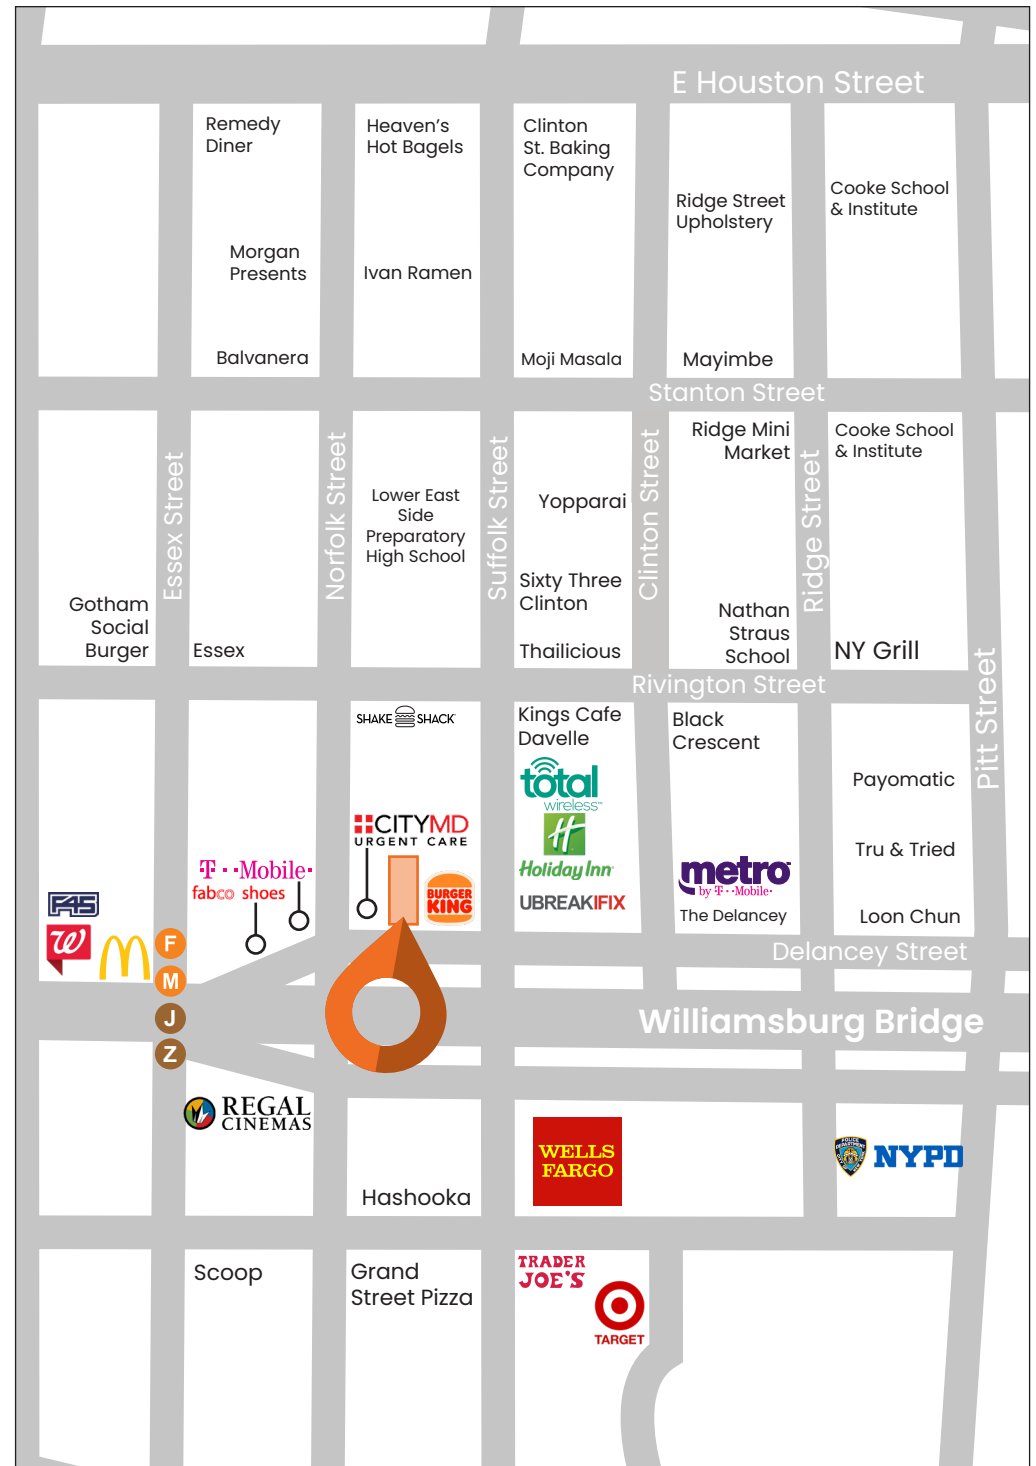 E Houston Street
Remedy
Diner
Heaven's
Hot Bagels
Clinton
St. Baking
Company
Ridge Street
Upholstery
Cooke School
& Institute
Morgan
Presents
Ivan Ramen
Balvanera
Moji Masala
Mayimbe
Stanton Street
Ridge Mini
Market
Cooke School
& Institute
Essex Street
Norfolk Street
Suffolk Street
Clinton Street
Ridge Street
Lower East
Side
Preparatory
High School
Yopparai
Sixty Three
Clinton
Gotham
Social
Burger
Essex
Thailicious
Nathan
Straus
School
NY Grill
Rivington Street
Pitt Street
SHAKE SHACK
Kings Cafe
Davelle
Black
Crescent
total
wireless
Payomatic
CITYMD
URGENT CARE
H
Holiday Inn
Tru & Tried
T··Mobile·
fabco shoes
BURGER
KING
UBREAKIFIX
metro
by T··Mobile·
The Delancey
Loon Chun
F45
W
M
F
M
J
Z
Delancey Street
Williamsburg Bridge
REGAL
CINEMAS
WELLS
FARGO
POLICE
DEPARTMENT
NYPD
Hashooka
Scoop
Grand
Street Pizza
TRADER
JOE'S
TARGET